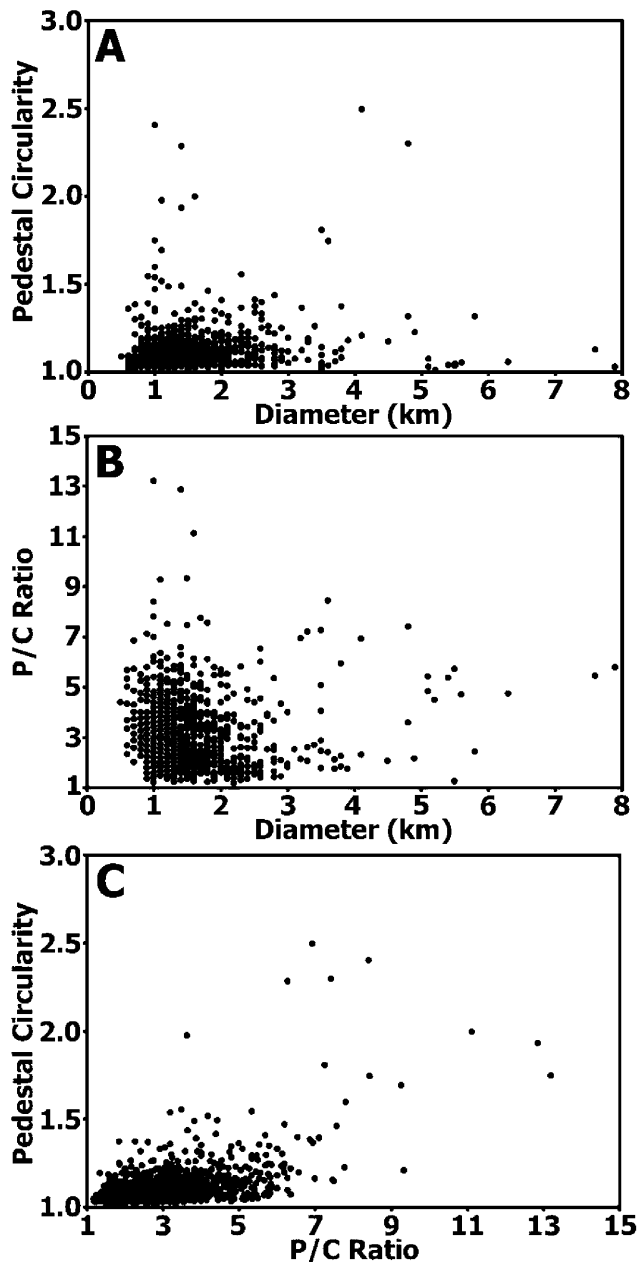 A
Pedestal Circularity
3.0
2.5
2.0
1.5
1.0
0 1 2 3 4 5 6 7 8
Diameter (km)
B
P/C Ratio
15
13
11
9
7
5
3
1
0 1 2 3 4 5 6 7 8
Diameter (km)
C
Pedestal Circularity
3.0
2.5
2.0
1.5
1.0
1 3 5 7 9 11 13 15
P/C Ratio